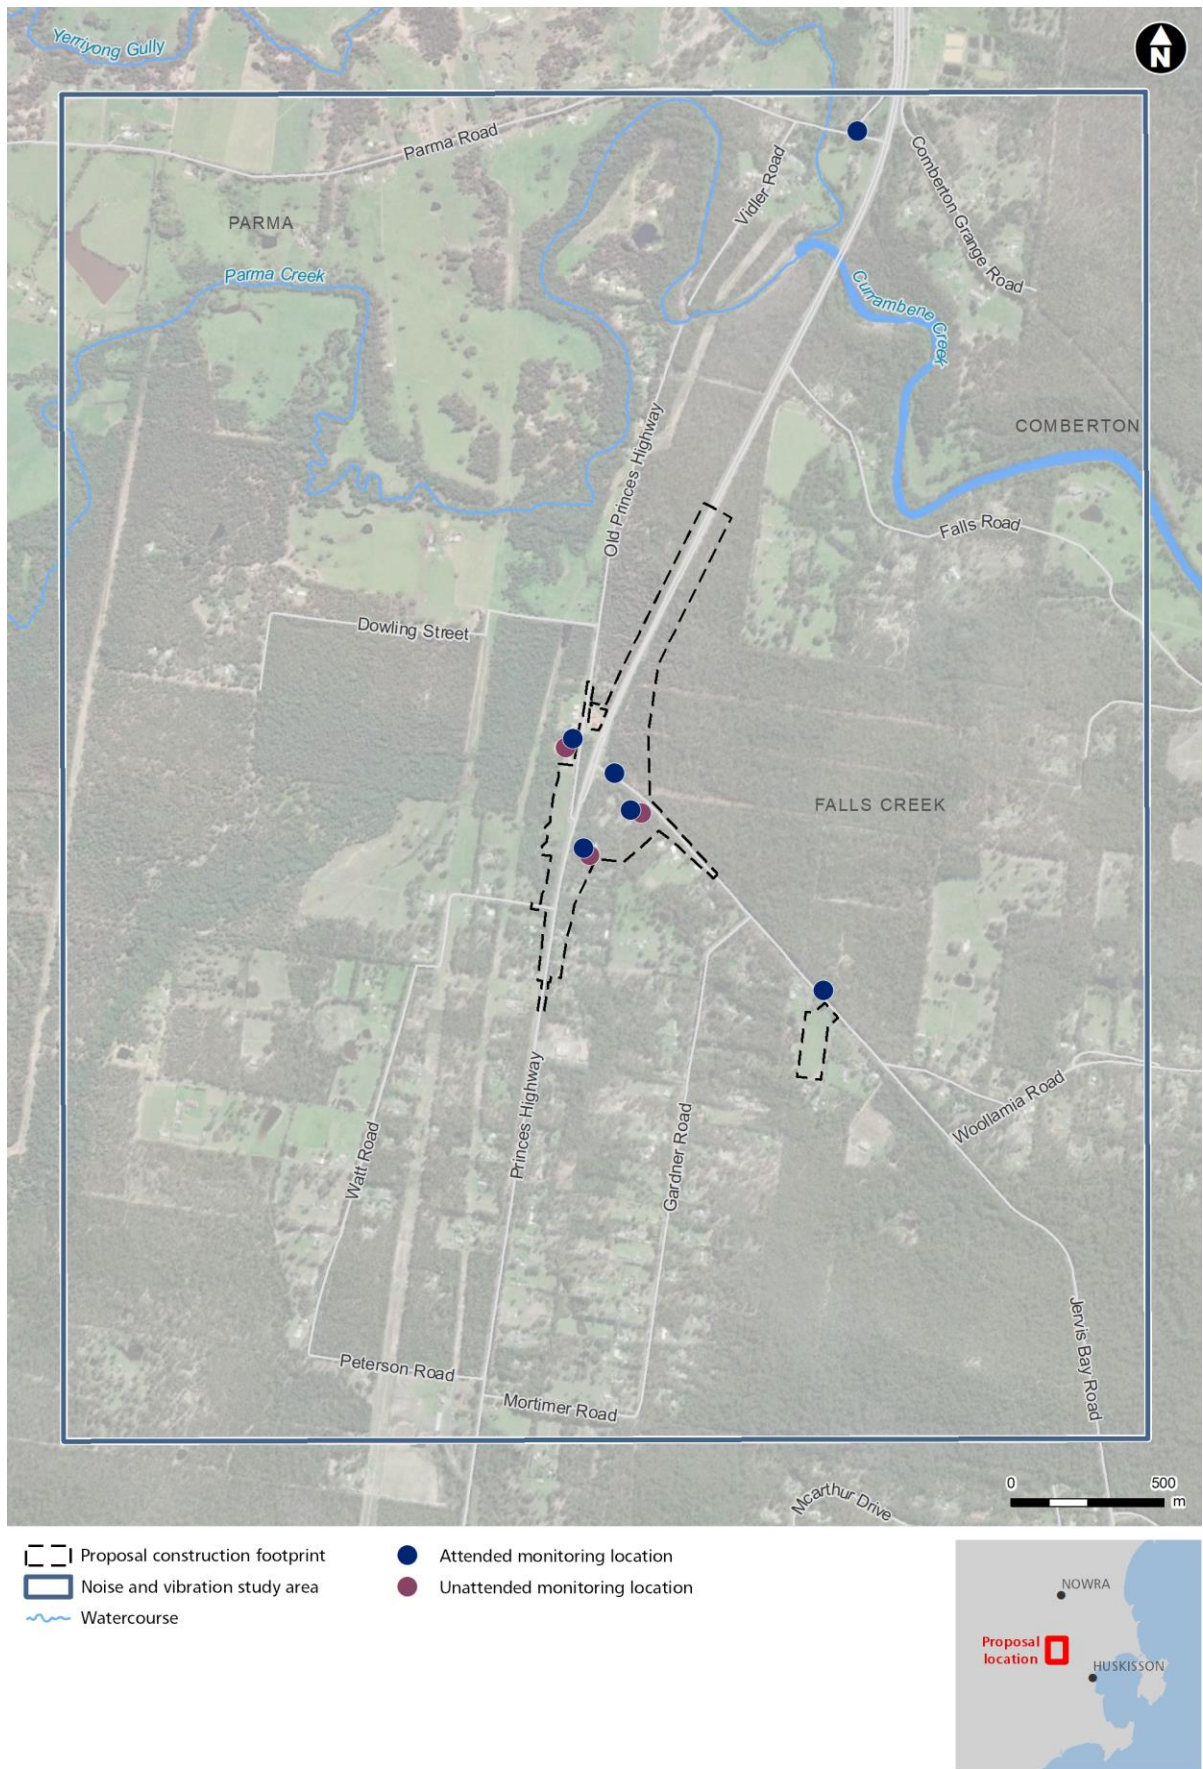 Yerriyong Gully
N
Parma Road
Vidler Road
Comberton Grange Road
PARMA
Parma Creek
Currambene Creek
COMBERTON
Old Princes Highway
Falls Road
Dowling Street
FALLS CREEK
Princes Highway
Watt Road
Gardner Road
Woollamia Road
Jervis Bay Road
Peterson Road
Mortimer Road
Mcarthur Drive
0 500
m
Proposal construction footprint
Noise and vibration study area
Watercourse
Attended monitoring location
Unattended monitoring location
NOWRA
Proposal
location
HUSKISSON